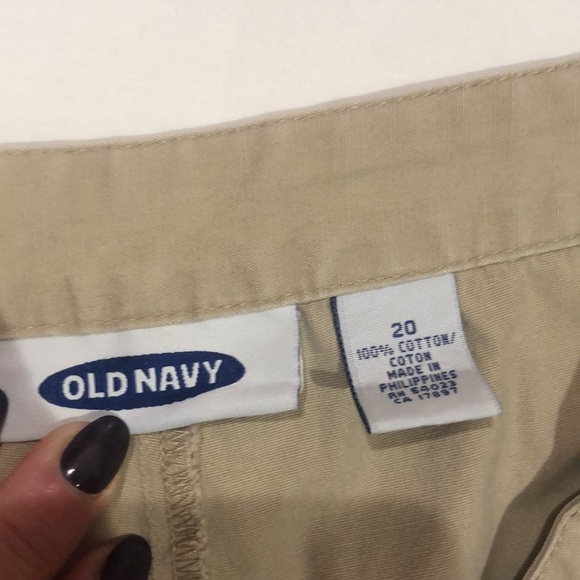 OLD NAVY
20
100% COTTON/
COTON
MADE IN
PHILIPPINES
RN 54023
CA 17897